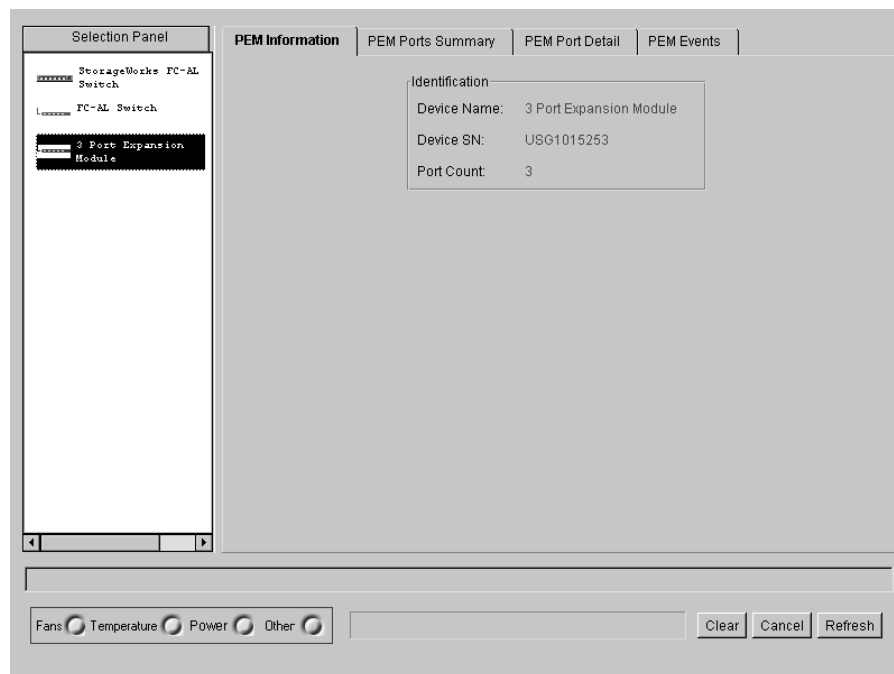 Selection Panel
StorageWorks FC-AL
Switch
FC-AL Switch
3 Port Expansion
Module
PEM Information
PEM Ports Summary
PEM Port Detail
PEM Events
Identification
Device Name: 3 Port Expansion Module
Device SN: USG1015253
Port Count: 3
Fans
Temperature
Power
Other
Clear
Cancel
Refresh